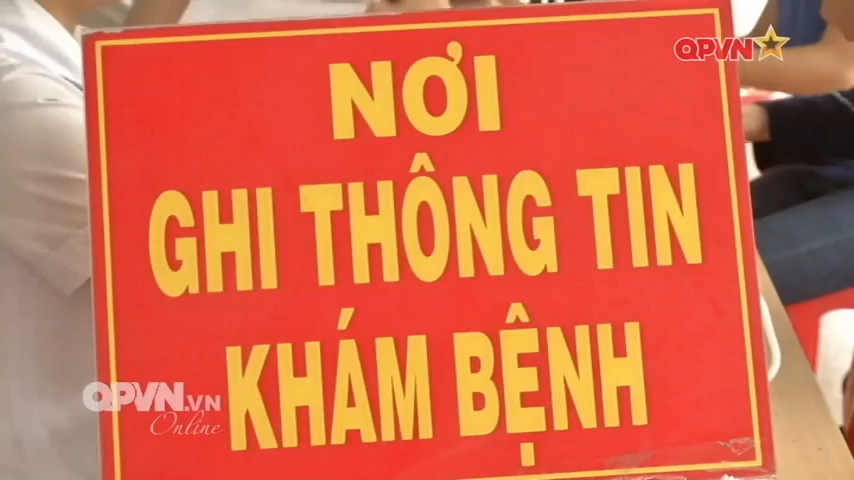 QPVN
NƠI
GHI THÔNG TIN
KHÁM BỆNH
QPVN.VN
Online